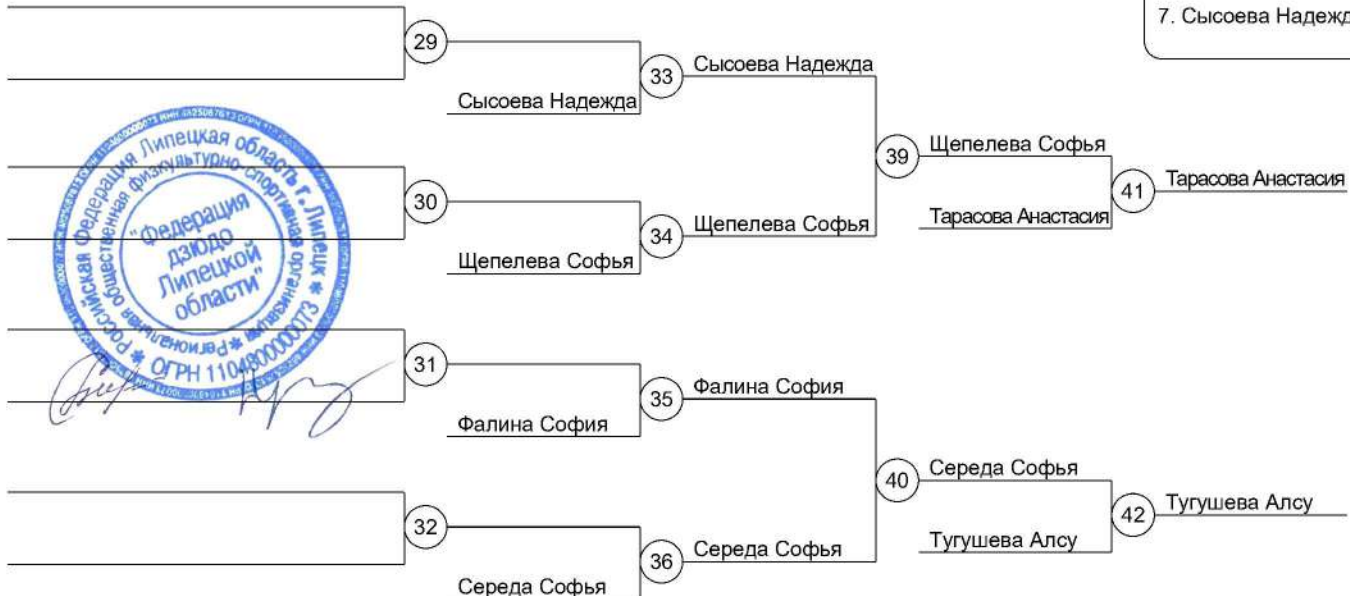 7. Сысоева Надежд
29
33 Сысоева Надежда
Сысоева Надежда
39 Щепелева Софья
41 Тарасова Анастасия
30
34 Щепелева Софья
Тарасова Анастасия
Щепелева Софья
Российская Федерация Липецкая область г. Липецк * ОГРН 1104800000073 *
Региональная общественная физкультурно-спортивная организация *
"Федерация
дзюдо
Липецкой
области"
31
35 Фалина София
Фалина София
40 Середа Софья
42 Тугушева Алсу
32
36 Середа Софья
Тугушева Алсу
Середа Софья